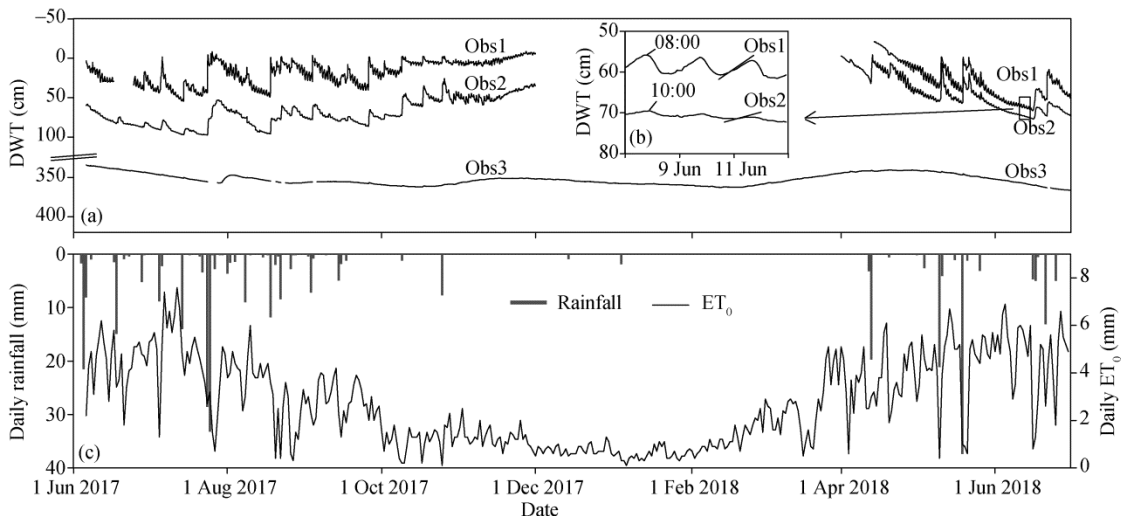 −50
0
50
100
350
400
DWT (cm)
(a)
Obs1
Obs2
Obs3
50
60
70
80
DWT (cm)
08:00
10:00
Obs1
Obs2
(b)
9 Jun 11 Jun
Obs1
Obs2
Obs3
0
10
20
30
40
Daily rainfall (mm)
(c)
Rainfall ET₀
8
6
4
2
0
Daily ET₀ (mm)
1 Jun 2017 1 Aug 2017 1 Oct 2017 1 Dec 2017 1 Feb 2018 1 Apr 2018 1 Jun 2018
Date